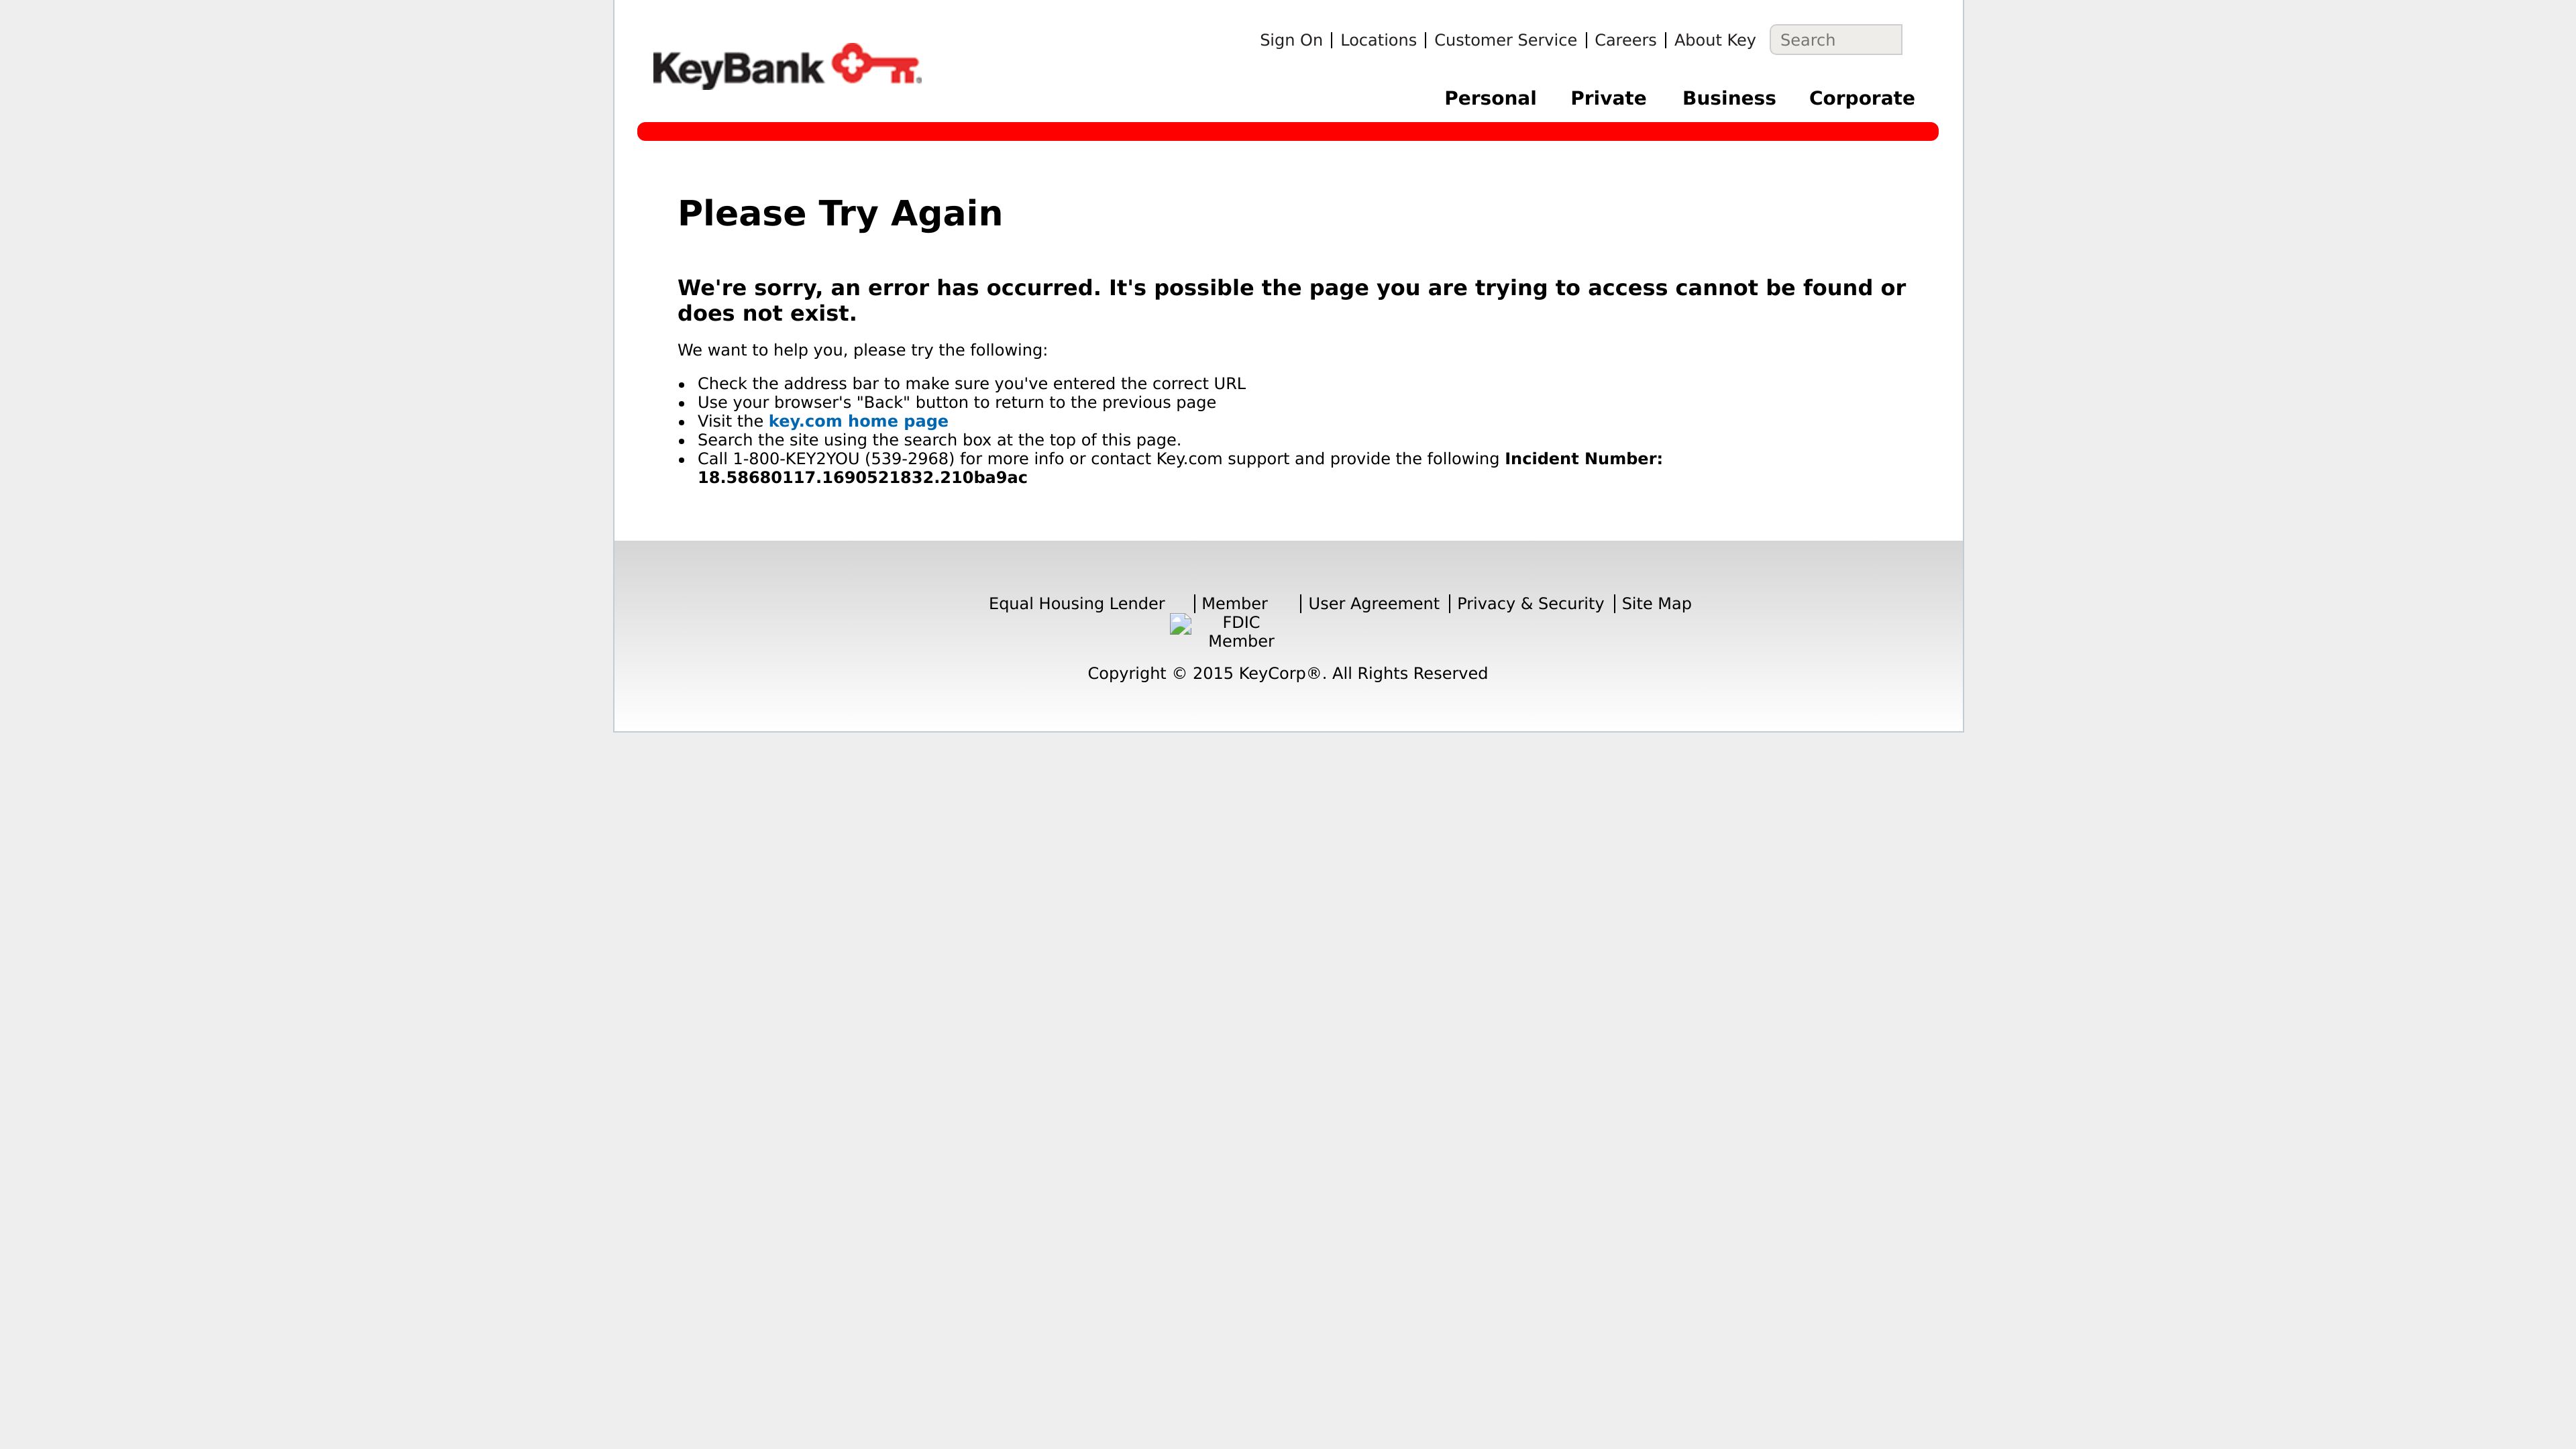 Sign On | Locations | Customer Service | Careers | About Key Search
KeyBank
Personal Private Business Corporate
Please Try Again
We're sorry, an error has occurred. It's possible the page you are trying to access cannot be found or
does not exist.
We want to help you, please try the following:
• Check the address bar to make sure you've entered the correct URL
• Use your browser's "Back" button to return to the previous page
• Visit the key.com home page
• Search the site using the search box at the top of this page.
• Call 1-800-KEY2YOU (539-2968) for more info or contact Key.com support and provide the following Incident Number:
18.58680117.1690521832.210ba9ac
Equal Housing Lender | Member | User Agreement | Privacy & Security | Site Map
FDIC
Member
Copyright © 2015 KeyCorp®. All Rights Reserved